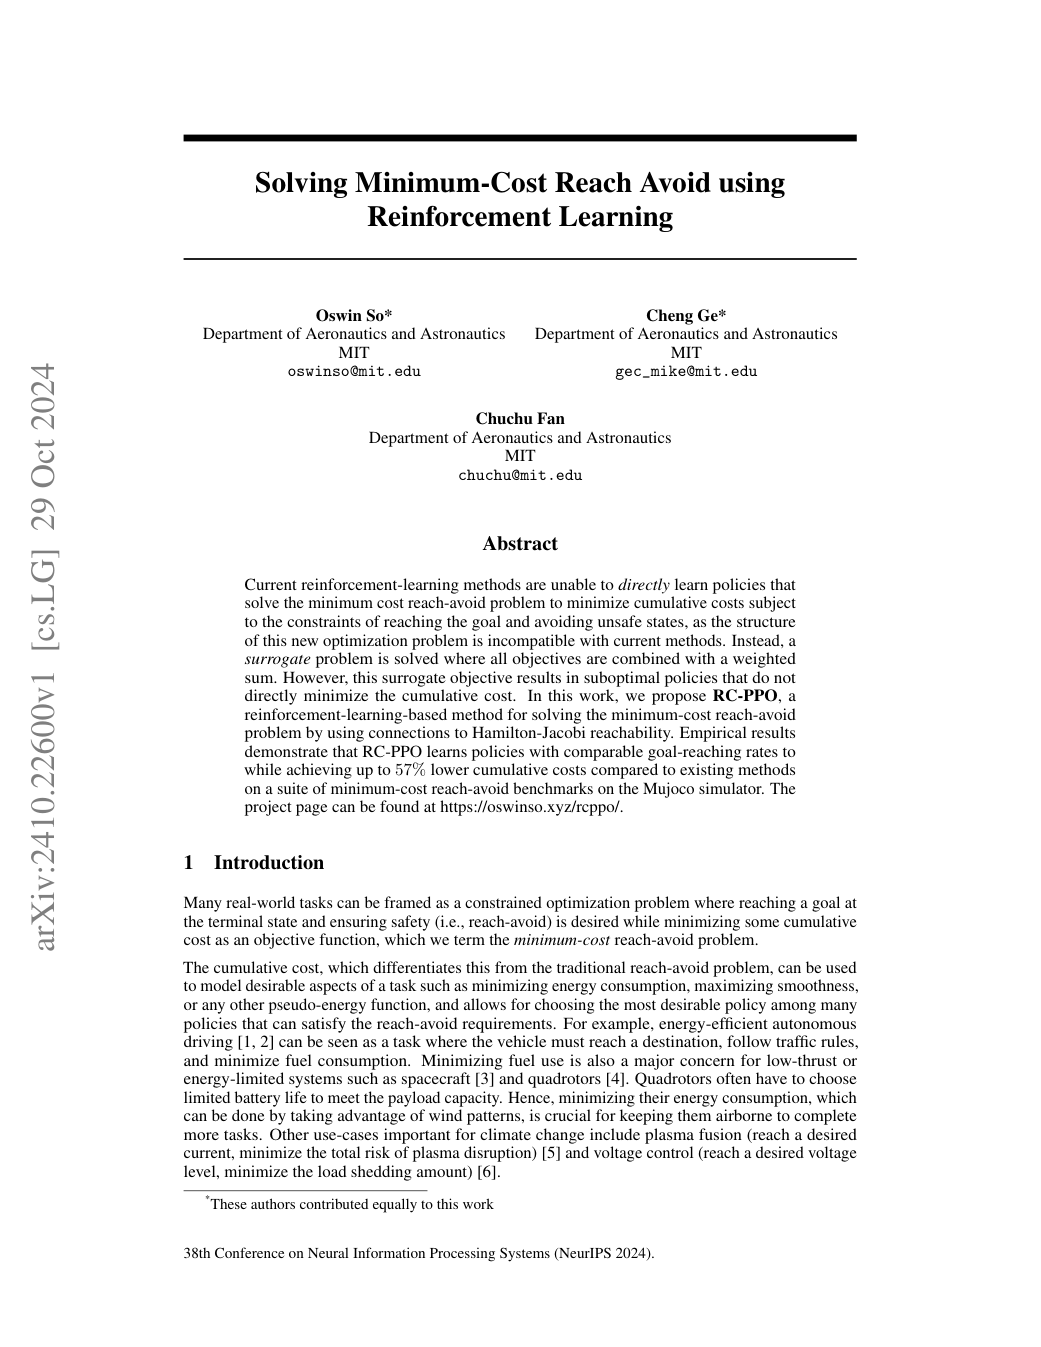 arXiv:2410.22600v1 [cs.LG] 29 Oct 2024
Solving Minimum-Cost Reach Avoid using
Reinforcement Learning
Oswin So*
Department of Aeronautics and Astronautics
MIT
oswinso@mit.edu
Cheng Ge*
Department of Aeronautics and Astronautics
MIT
gec_mike@mit.edu
Chuchu Fan
Department of Aeronautics and Astronautics
MIT
chuchu@mit.edu
Abstract
Current reinforcement-learning methods are unable to directly learn policies that
solve the minimum cost reach-avoid problem to minimize cumulative costs subject
to the constraints of reaching the goal and avoiding unsafe states, as the structure
of this new optimization problem is incompatible with current methods. Instead, a
surrogate problem is solved where all objectives are combined with a weighted
sum. However, this surrogate objective results in suboptimal policies that do not
directly minimize the cumulative cost. In this work, we propose RC-PPO, a
reinforcement-learning-based method for solving the minimum-cost reach-avoid
problem by using connections to Hamilton-Jacobi reachability. Empirical results
demonstrate that RC-PPO learns policies with comparable goal-reaching rates to
while achieving up to 57% lower cumulative costs compared to existing methods
on a suite of minimum-cost reach-avoid benchmarks on the Mujoco simulator. The
project page can be found at https://oswinso.xyz/rcppo/.
1 Introduction
Many real-world tasks can be framed as a constrained optimization problem where reaching a goal at
the terminal state and ensuring safety (i.e., reach-avoid) is desired while minimizing some cumulative
cost as an objective function, which we term the minimum-cost reach-avoid problem.
The cumulative cost, which differentiates this from the traditional reach-avoid problem, can be used
to model desirable aspects of a task such as minimizing energy consumption, maximizing smoothness,
or any other pseudo-energy function, and allows for choosing the most desirable policy among many
policies that can satisfy the reach-avoid requirements. For example, energy-efficient autonomous
driving [1, 2] can be seen as a task where the vehicle must reach a destination, follow traffic rules,
and minimize fuel consumption. Minimizing fuel use is also a major concern for low-thrust or
energy-limited systems such as spacecraft [3] and quadrotors [4]. Quadrotors often have to choose
limited battery life to meet the payload capacity. Hence, minimizing their energy consumption, which
can be done by taking advantage of wind patterns, is crucial for keeping them airborne to complete
more tasks. Other use-cases important for climate change include plasma fusion (reach a desired
current, minimize the total risk of plasma disruption) [5] and voltage control (reach a desired voltage
level, minimize the load shedding amount) [6].
*These authors contributed equally to this work
38th Conference on Neural Information Processing Systems (NeurIPS 2024).